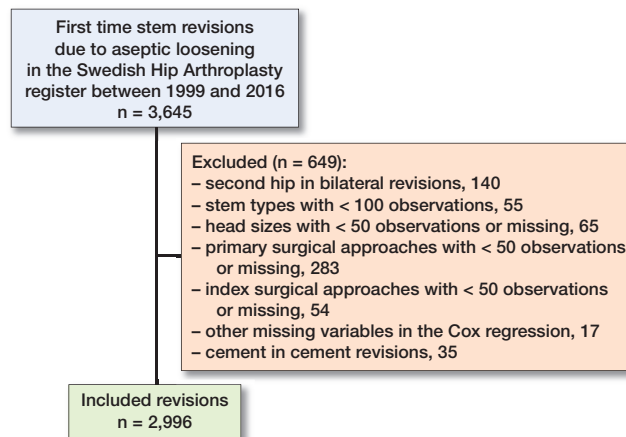 First time stem revisions
due to aseptic loosening
in the Swedish Hip Arthroplasty
register between 1999 and 2016
n = 3,645
Excluded (n = 649):
– second hip in bilateral revisions, 140
– stem types with < 100 observations, 55
– head sizes with < 50 observations or missing, 65
– primary surgical approaches with < 50 observations
or missing, 283
– index surgical approaches with < 50 observations
or missing, 54
– other missing variables in the Cox regression, 17
– cement in cement revisions, 35
Included revisions
n = 2,996